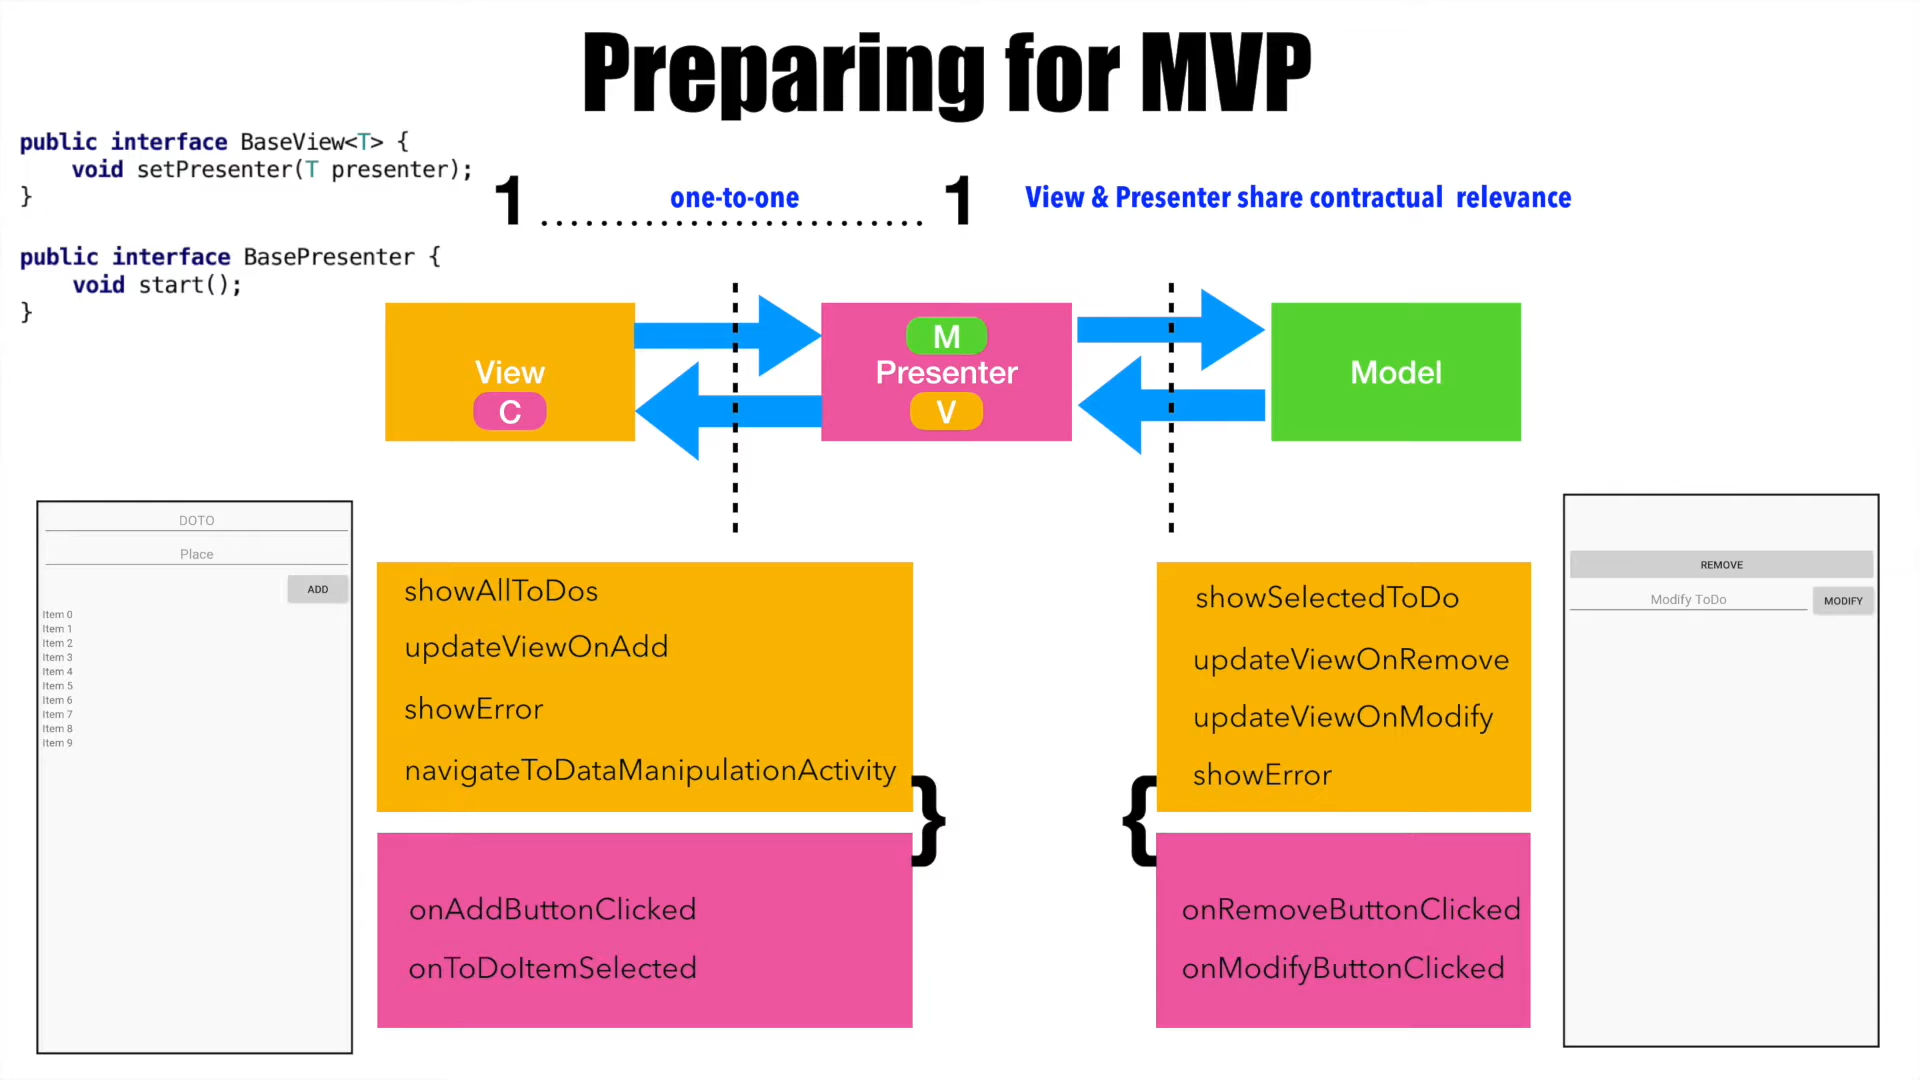 Preparing for MVP
public interface BaseView<T> {
void setPresenter(T presenter);
}
1 one-to-one 1
View & Presenter share contractual relevance
public interface BasePresenter {
void start();
}
View
C
M
Presenter
V
Model
DOTO
Place
ADD
Item 0
Item 1
Item 2
Item 3
Item 4
Item 5
Item 6
Item 7
Item 8
Item 9
showAllToDos
updateViewOnAdd
showError
navigateToDataManipulationActivity
}
onAddButtonClicked
onToDoItemSelected
showSelectedToDo
updateViewOnRemove
updateViewOnModify
showError
{
onRemoveButtonClicked
onModifyButtonClicked
REMOVE
Modify ToDo
MODIFY